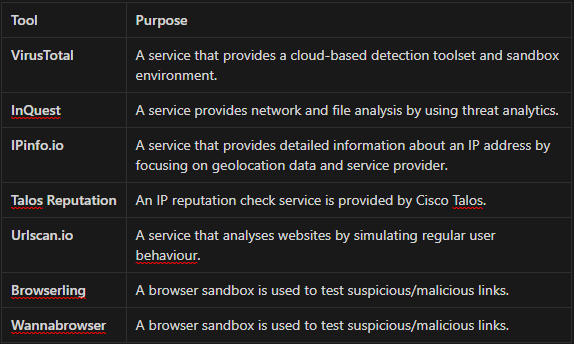 Tool Purpose
VirusTotal A service that provides a cloud-based detection toolset and sandbox
environment.
InQuest A service provides network and file analysis by using threat analytics.
IPinfo.io A service that provides detailed information about an IP address by
focusing on geolocation data and service provider.
Talos Reputation An IP reputation check service is provided by Cisco Talos.
Urlscan.io A service that analyses websites by simulating regular user
behaviour.
Browserling A browser sandbox is used to test suspicious/malicious links.
Wannabrowser A browser sandbox is used to test suspicious/malicious links.